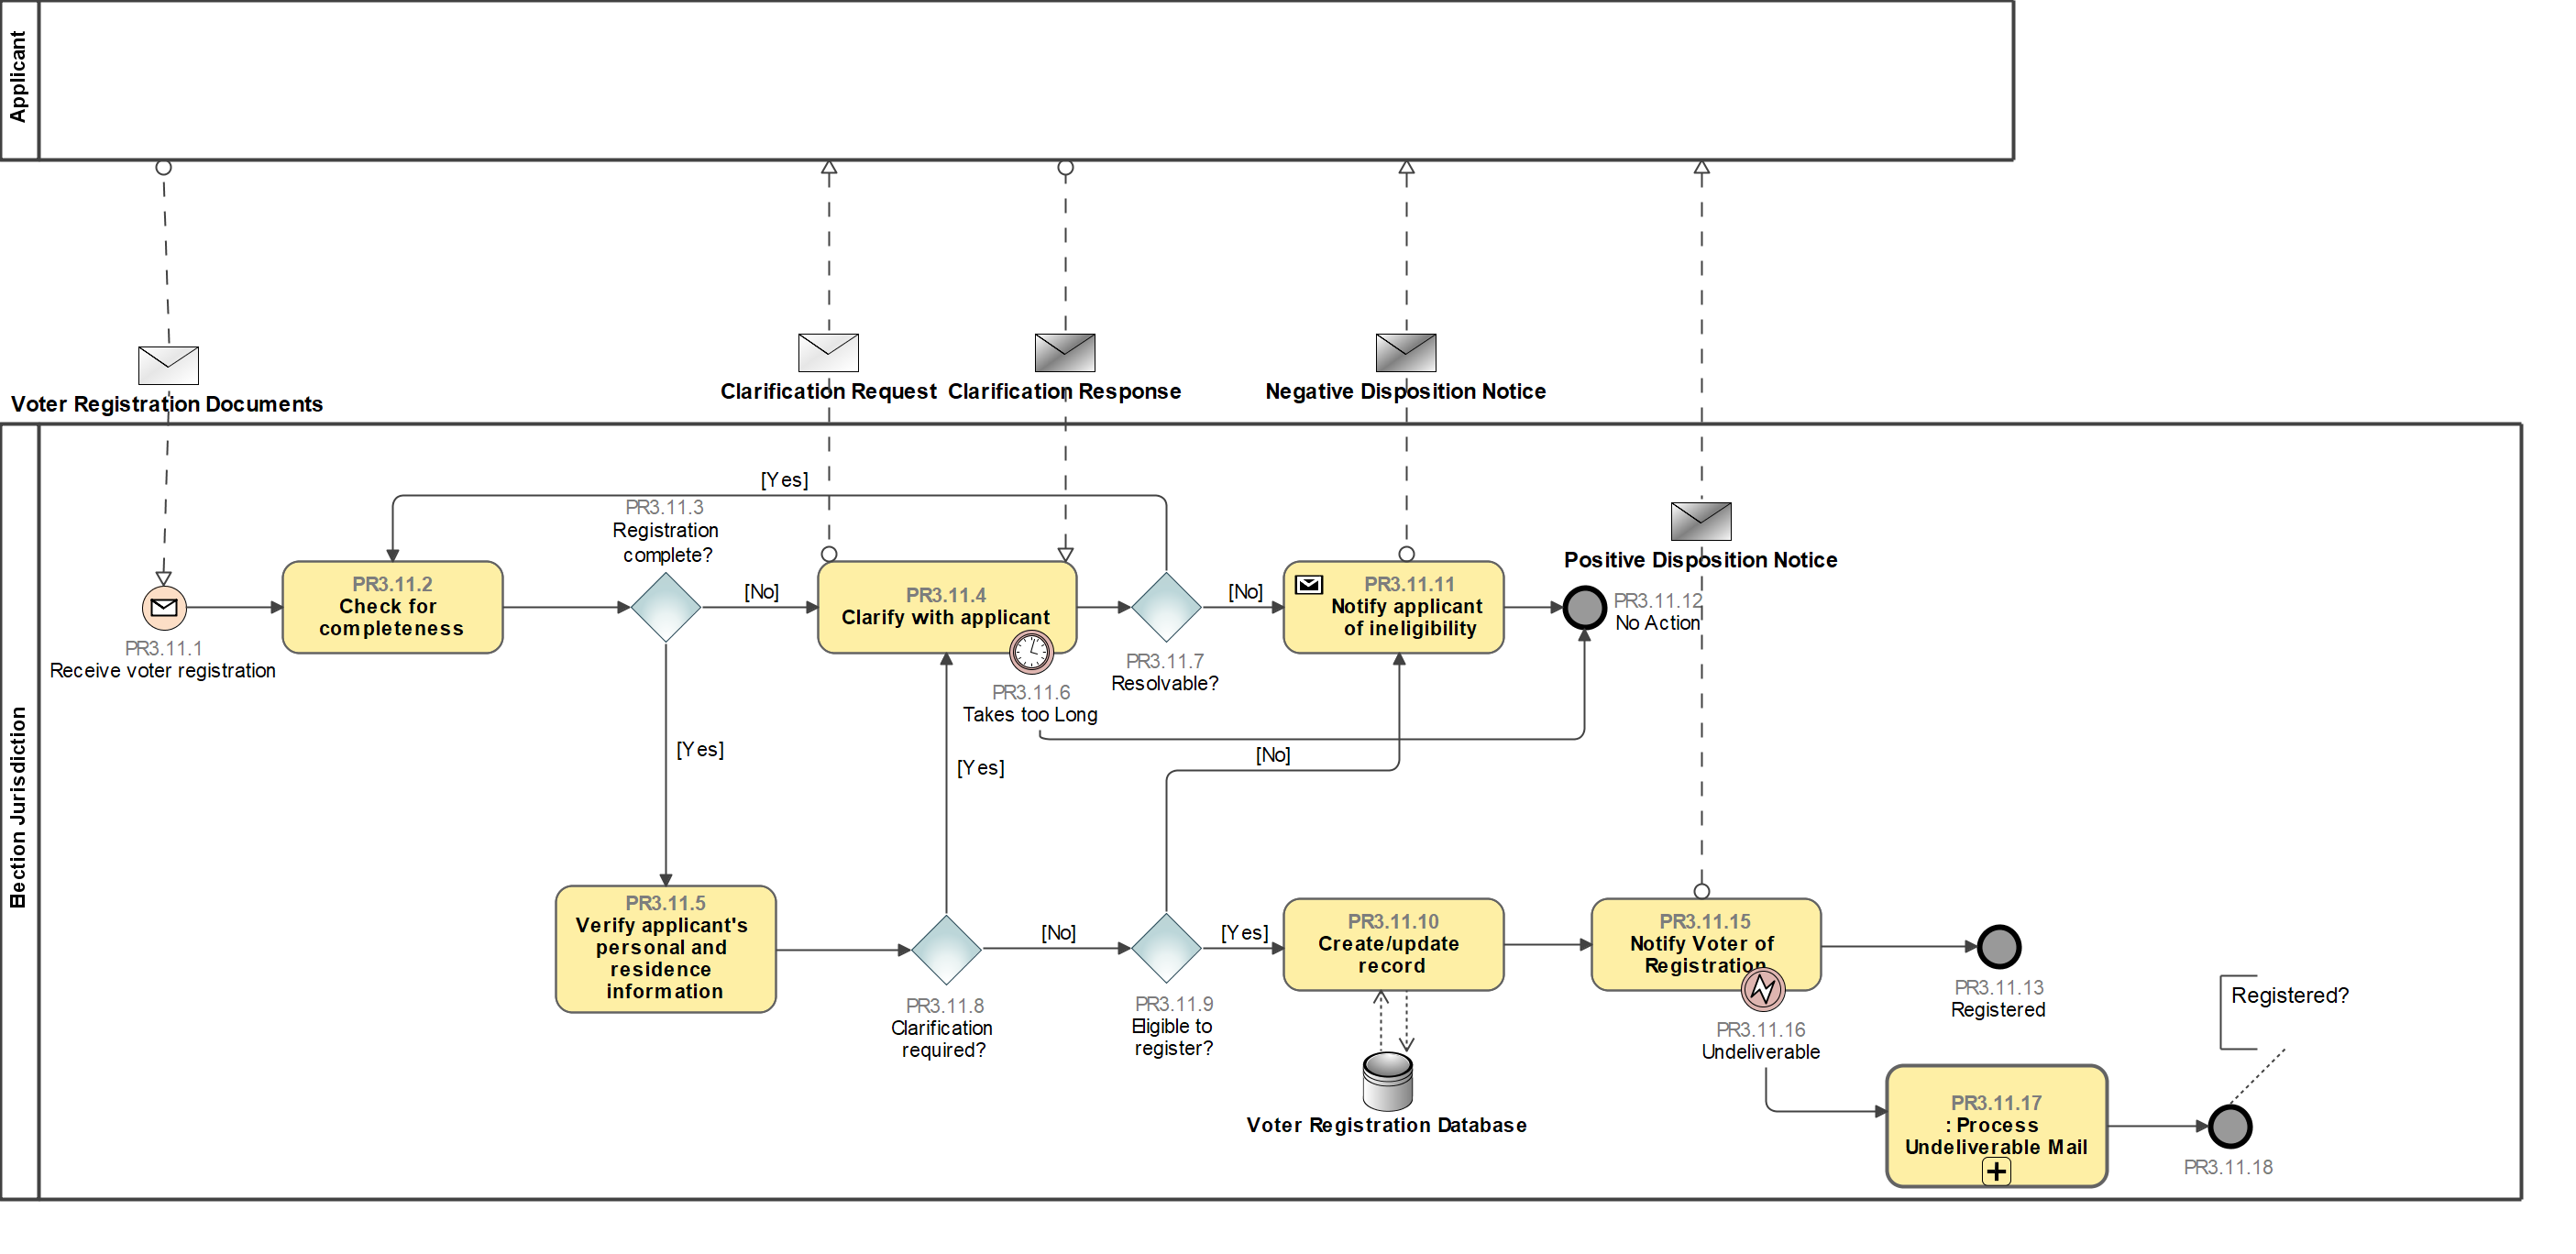 Applicant
Voter Registration Documents
Clarification Request
Clarification Response
Negative Disposition Notice
Election Jurisdiction
[Yes]
PR3.11.3
Registration
complete?
Positive Disposition Notice
PR3.11.1
Receive voter registration
PR3.11.2
Check for
completeness
[No]
PR3.11.4
Clarify with applicant
PR3.11.6
Takes too Long
PR3.11.7
Resolvable?
[No]
PR3.11.11
Notify applicant
of ineligibility
PR3.11.12
No Action
[Yes]
[Yes]
[No]
PR3.11.5
Verify applicant's
personal and
residence
information
PR3.11.8
Clarification
required?
[No]
PR3.11.9
Eligible to
register?
[Yes]
PR3.11.10
Create/update
record
Voter Registration Database
PR3.11.15
Notify Voter of
Registration
PR3.11.16
Undeliverable
PR3.11.13
Registered
Registered?
PR3.11.17
: Process
Undeliverable Mail
PR3.11.18